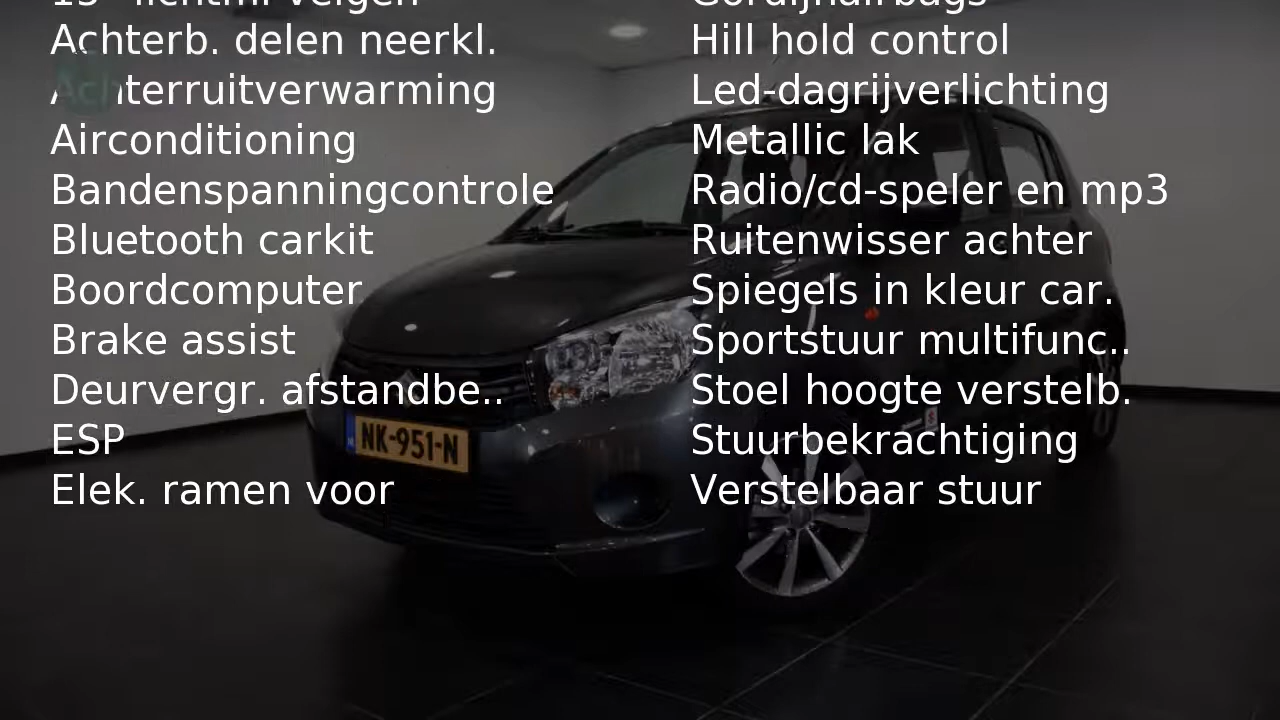 Achterb. delen neerkl.
Achterruitverwarming
Airconditioning
Bandenspanningcontrole
Bluetooth carkit
Boordcomputer
Brake assist
Deurvergr. afstandbe..
ESP
Elek. ramen voor
Gordijnairbags
Hill hold control
Led-dagrijverlichting
Metallic lak
Radio/cd-speler en mp3
Ruitenwisser achter
Spiegels in kleur car.
Sportstuur multifunc..
Stoel hoogte verstelb.
Stuurbekrachtiging
Verstelbaar stuur
NK-951-N